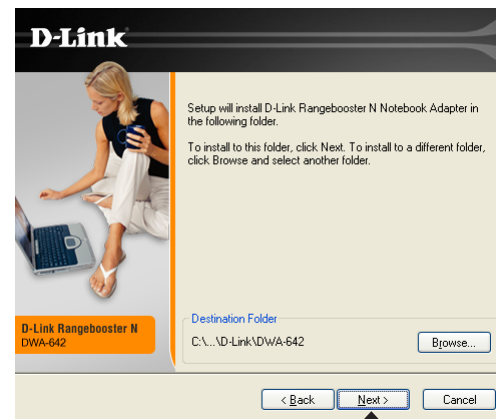 D-Link
Setup will install D-Link Rangebooster N Notebook Adapter in
the following folder.
To install to this folder, click Next. To install to a different folder,
click Browse and select another folder.
D-Link Rangebooster N
DWA-642
Destination Folder
C:\...\D-Link\DWA-642
Browse...
< Back
Next >
Cancel